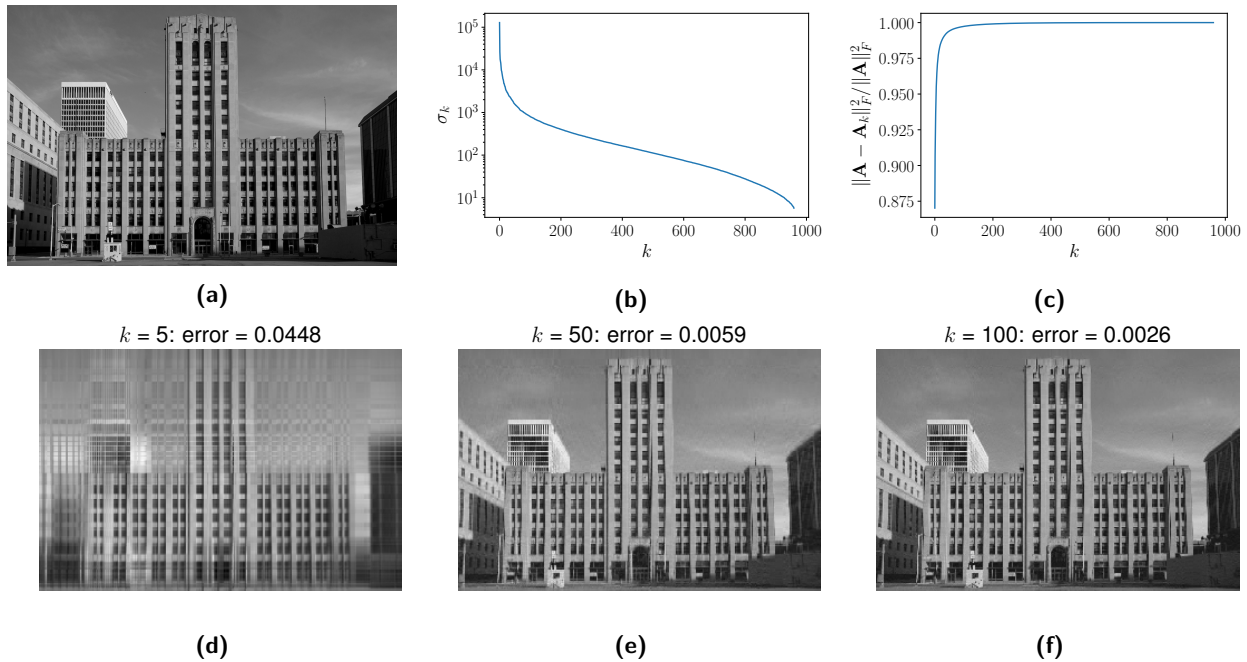 10^5
10^4
10^3
10^2
10^1
σ_k
0 200 400 600 800
k
1.000
0.975
0.950
0.925
0.900
0.875
||A − A_k||_F^2/||A||_F^2
0 200 400 600 800 1000
k
(a)
(b)
(c)
k = 5: error = 0.0448
k = 50: error = 0.0059
k = 100: error = 0.0026
(d)
(e)
(f)